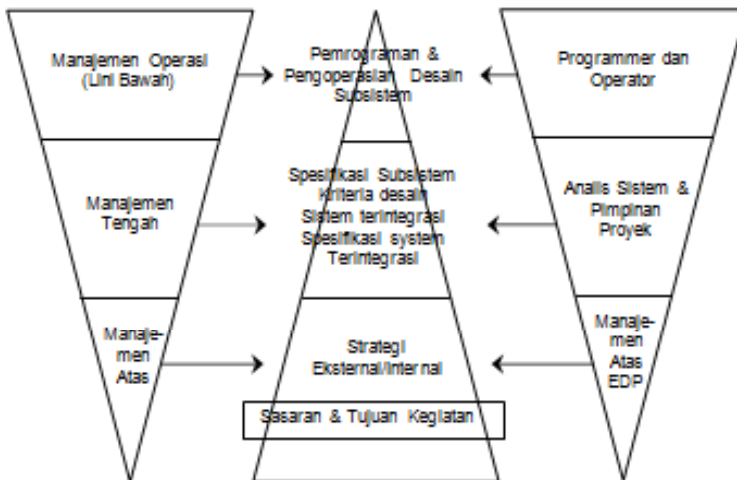 Manajemen Operasi
(Lini Bawah)
Pemrograman &
Pengoperasian Desain
Subsistem
Programmer dan
Operator
Manajemen
Tengah
Spesifikasi Subsistem
Kriteria desain
Sistem terintegrasi
Spesifikasi system
Terintegrasi
Analis Sistem &
Pimpinan
Proyek
Manaje-
men
Atas
Strategi
Eksternal/Internal
Manaje-
men
Atas
EDP
Sasaran & Tujuan Kegiatan